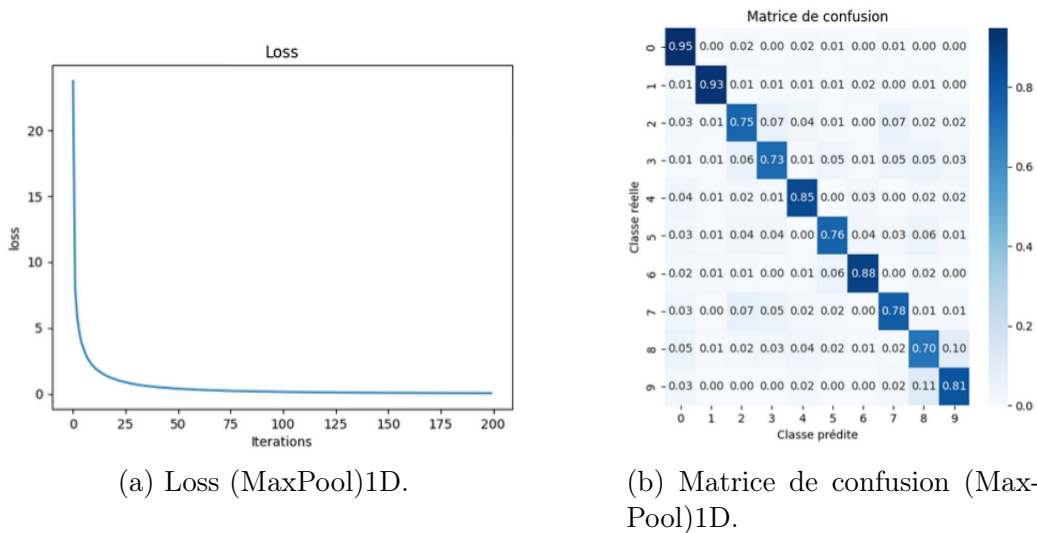 Loss
20
15
10
5
0
loss
0 25 50 75 100 125 150 175 200
Iterations
(a) Loss (MaxPool)1D.
Matrice de confusion
Classe réelle
0 0.95 0.00 0.02 0.00 0.02 0.01 0.00 0.01 0.00 0.00
1 0.01 0.93 0.01 0.01 0.01 0.01 0.02 0.00 0.01 0.00
2 0.03 0.01 0.75 0.07 0.04 0.01 0.00 0.07 0.02 0.02
3 0.01 0.01 0.06 0.73 0.01 0.05 0.01 0.05 0.05 0.03
4 0.04 0.01 0.02 0.01 0.85 0.00 0.03 0.00 0.02 0.02
5 0.03 0.01 0.04 0.04 0.00 0.76 0.04 0.03 0.06 0.01
6 0.02 0.01 0.01 0.00 0.01 0.06 0.88 0.00 0.02 0.00
7 0.03 0.00 0.07 0.05 0.02 0.02 0.00 0.78 0.01 0.01
8 0.05 0.01 0.02 0.03 0.04 0.02 0.01 0.02 0.70 0.10
9 0.03 0.00 0.00 0.00 0.02 0.00 0.00 0.02 0.11 0.81
0 1 2 3 4 5 6 7 8 9
Classe prédite
0.8
0.6
0.4
0.2
0.0
(b) Matrice de confusion (Max-
Pool)1D.